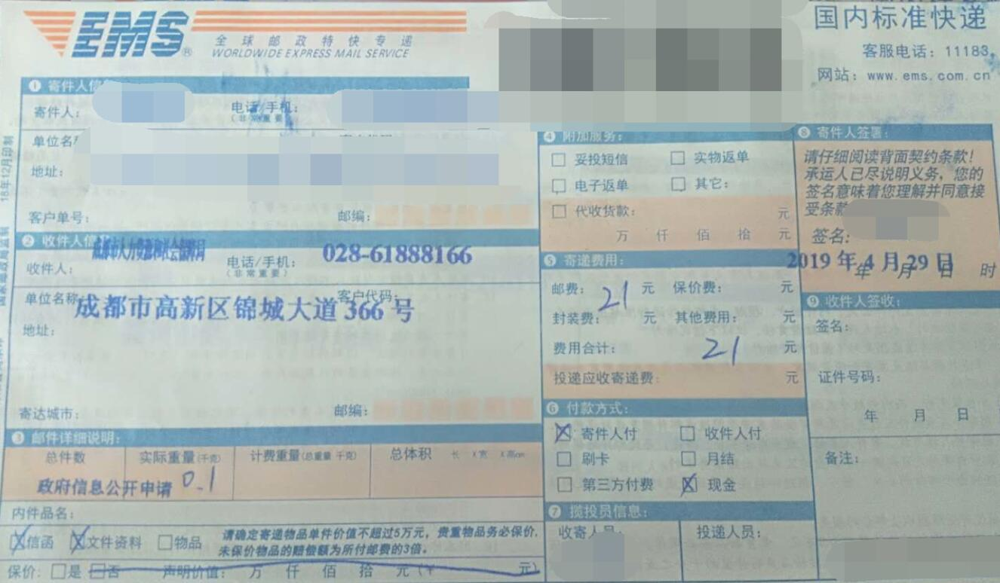 EMS®
全球邮政特快专递
WORLDWIDE EXPRESS MAIL SERVICE
国内标准快递
客服电话：11183
网站：www.ems.com.cn
① 寄件人信
寄件人：
电话/手机：
（非常重要）
单位名
地址：
客户单号：
邮编：
② 收件人信
成都市人力资源和社会保障局
收件人：
电话/手机：
（非常重要）
028-61888166
单位名称：
客户代码：
成都市高新区锦城大道 366 号
地址：
寄达城市：
邮编：
③ 邮件详细说明：
总件数
实际重量(千克)
计费重量(总重量 千克)
总体积 长 X宽 X高cm
政府信息公开申请
0.1
内件品名：
信函 文件资料 物品
请确定寄递物品单件价值不超过5万元，贵重物品务必保价，
未保价物品的赔偿额为所付邮费的3倍。
保价：是 否 声明价值： 万 仟 佰 拾 元（￥ 元）
④ 附加服务：
妥投短信 实物返单
电子返单 其它：
代收货款： 元
万 仟 佰 拾 元
⑤ 寄递费用：
邮费：21 元 保价费： 元
封装费： 元 其他费用： 元
费用合计： 21 元
投递应收寄递费： 元
⑥ 付款方式：
寄件人付 收件人付
刷卡 月结
第三方付费 现金
⑦ 揽投员信息：
收寄人员：
投递人员：
⑧ 寄件人签署：
请仔细阅读背面契约条款！
承运人已尽说明义务，您的
签名意味着您理解并同意接
受条款
签名：
2019 年 4 月 29 日
年 月 日 时
⑨ 收件人签收：
签名：
证件号码：
年 月 日
备注：
18年12月印制